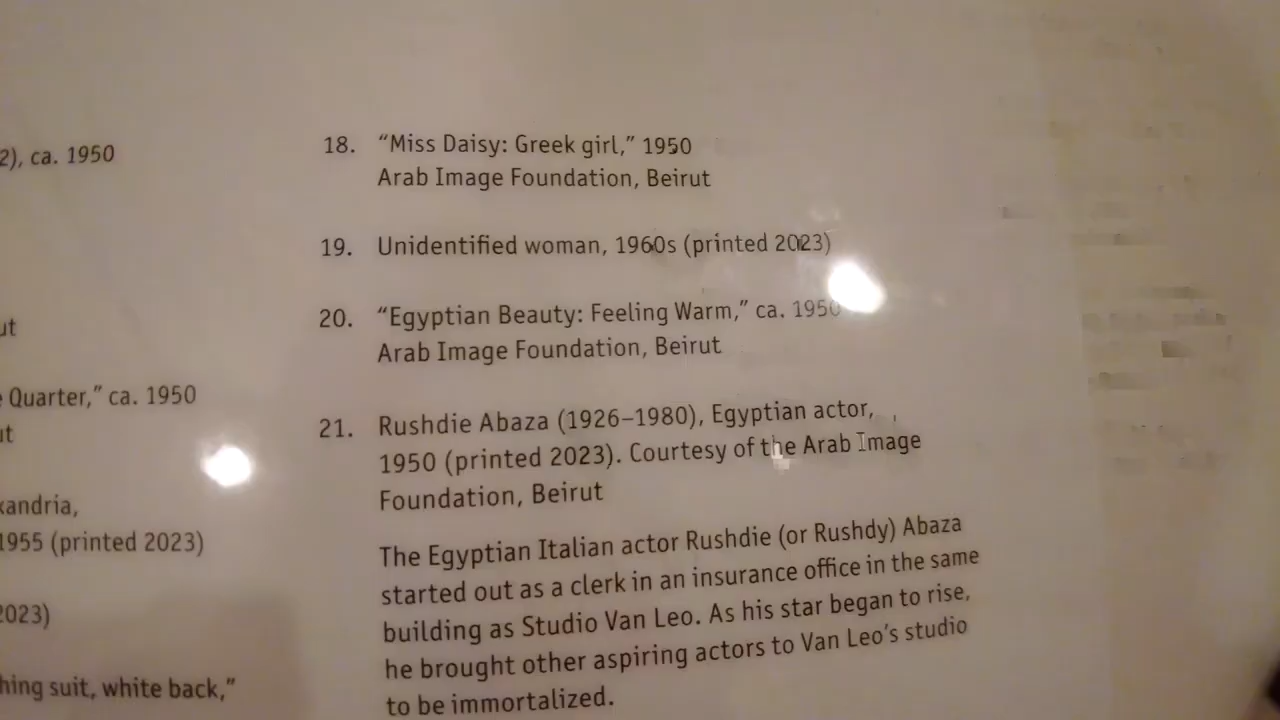 2), ca. 1950
ut
Quarter,” ca. 1950
ut
xandria,
1955 (printed 2023)
2023)
hing suit, white back,”
18. “Miss Daisy: Greek girl,” 1950
Arab Image Foundation, Beirut
19. Unidentified woman, 1960s (printed 2023)
20. “Egyptian Beauty: Feeling Warm,” ca. 1950
Arab Image Foundation, Beirut
21. Rushdie Abaza (1926–1980), Egyptian actor,
1950 (printed 2023). Courtesy of the Arab Image
Foundation, Beirut
The Egyptian Italian actor Rushdie (or Rushdy) Abaza
started out as a clerk in an insurance office in the same
building as Studio Van Leo. As his star began to rise,
he brought other aspiring actors to Van Leo’s studio
to be immortalized.